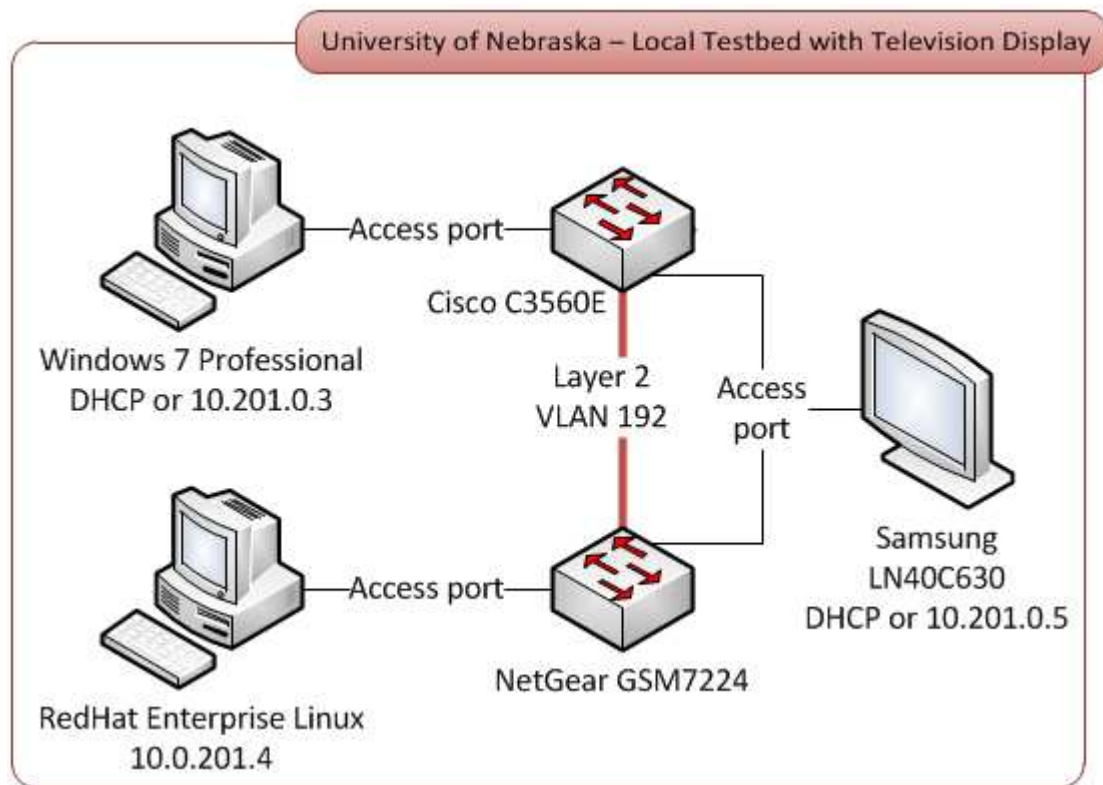 University of Nebraska – Local Testbed with Television Display
Access port
Cisco C3560E
Windows 7 Professional
DHCP or 10.201.0.3
Layer 2
VLAN 192
Access
port
Samsung
LN40C630
DHCP or 10.201.0.5
Access port
NetGear GSM7224
RedHat Enterprise Linux
10.0.201.4